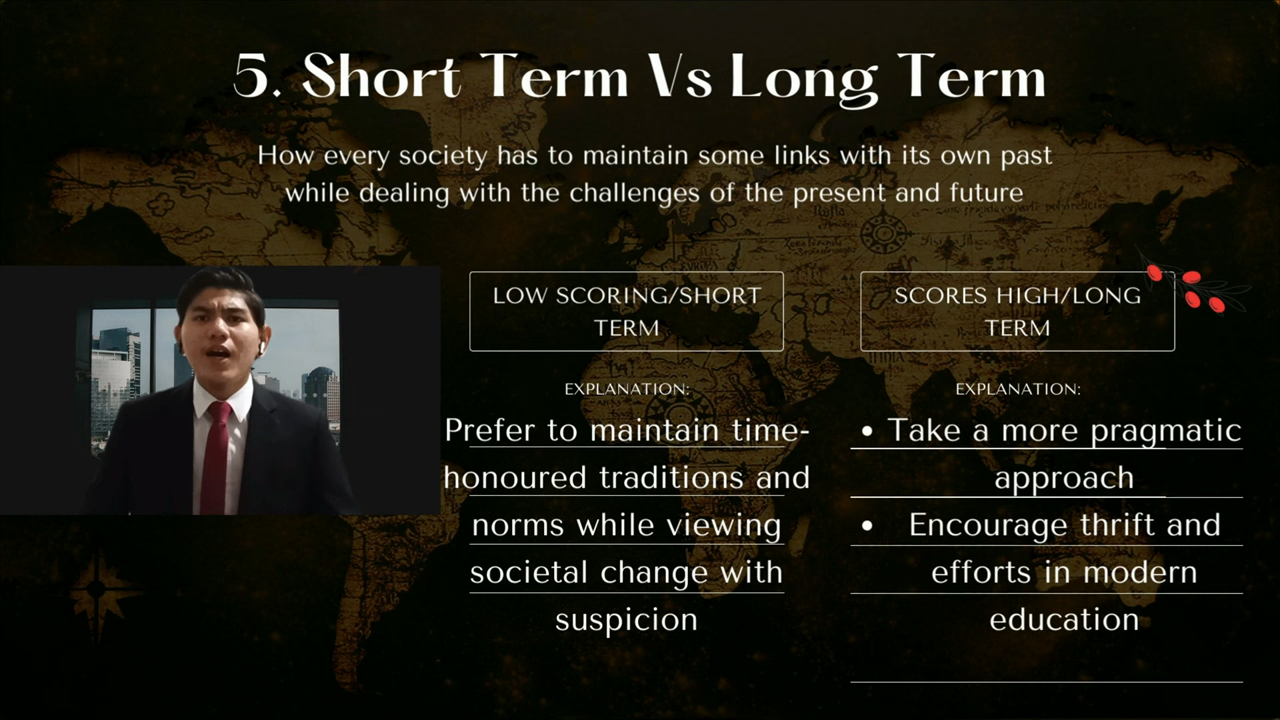 5. Short Term Vs Long Term
How every society has to maintain some links with its own past
while dealing with the challenges of the present and future
LOW SCORING/SHORT
TERM
EXPLANATION:
Prefer to maintain time-
honoured traditions and
norms while viewing
societal change with
suspicion
SCORES HIGH/LONG
TERM
EXPLANATION:
• Take a more pragmatic
approach
• Encourage thrift and
efforts in modern
education